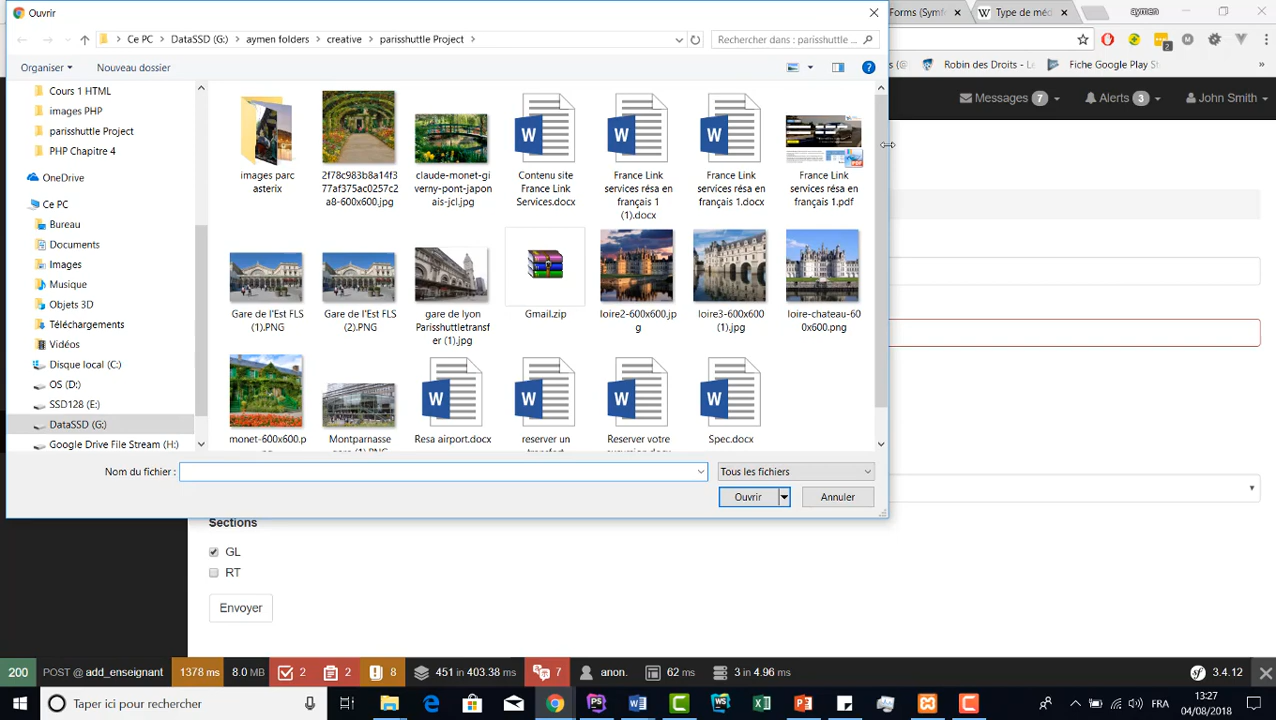 Ouvrir
Forms (Symf
Type de méd
aymen
Ce PC
DataSSD (G:)
aymen folders
creative
parisshuttle Project
Rechercher dans : parisshuttle ...
Organiser
Nouveau dossier
Robin des Droits - Le
Fiche Google Play St
Messages 7
Alerts 3
John Smith
Cours 1 HTML
images PHP
parisshuttle Project
PHP Chapitre 4
OneDrive
Ce PC
Bureau
Documents
Images
Musique
Objets 3D
Téléchargements
Vidéos
Disque local (C:)
OS (D:)
SSD128 (E:)
DataSSD (G:)
Google Drive File Stream (H:)
images parc
asterix
2f78c983b8a14f3
77af375ac0257c2
a8-600x600.jpg
claude-monet-gi
verny-pont-japon
ais-jcl.jpg
Contenu site
France Link
Services.docx
France Link
services résa en
français 1
(1).docx
France Link
services résa en
français 1.docx
France Link
services résa en
français 1.pdf
Gare de l'Est FLS
(1).PNG
Gare de l'Est FLS
(2).PNG
gare de lyon
Parisshuttletransf
er (1).jpg
Gmail.zip
loire2-600x600.jp
g
loire3-600x600
(1).jpg
loire-chateau-60
0x600.png
monet-600x600.p
Montparnasse
Resa airport.docx
reserver un
Reserver votre
Spec.docx
Nom du fichier :
Tous les fichiers
Ouvrir
Annuler
Sections
GL
RT
Envoyer
200
POST @ add_enseignant
1378 ms
8.0 MB
2
2
8
451 in 403.38 ms
7
anon.
62 ms
3 in 4.96 ms
3.4.12
Taper ici pour rechercher
FRA
13:27
04/08/2018